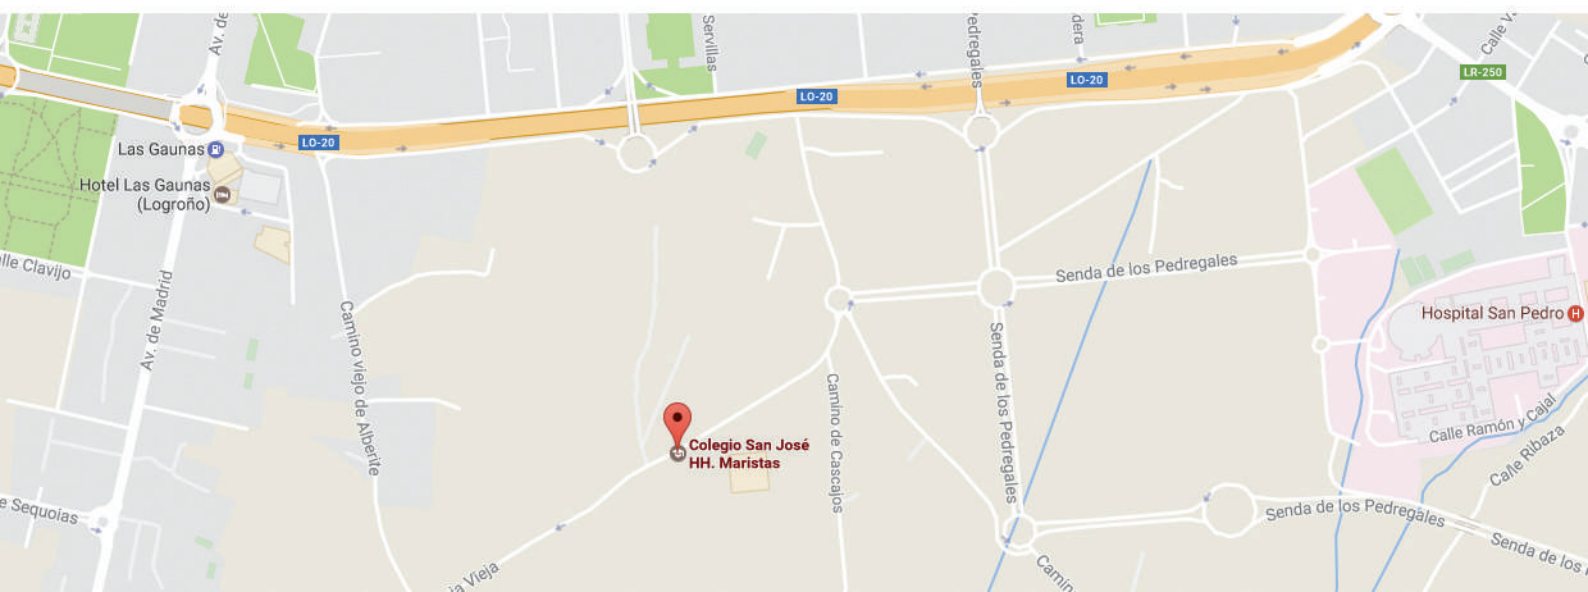 Av. de
Servillas
Pedregales
dera
Calle V
LR-250
LO-20
LO-20
LO-20
Las Gaunas
Hotel Las Gaunas
(Logroño)
lle Clavijo
Av. de Madrid
Camino viejo de Alberite
Senda de los Pedregales
Hospital San Pedro
H
Senda de los Pedregales
Camino de Cascajos
Colegio San José
HH. Maristas
Calle Ramón y Cajal
Calle Ribaza
e Sequoias
Senda de los Pedregales
Senda de los
ia Vieja
Camin